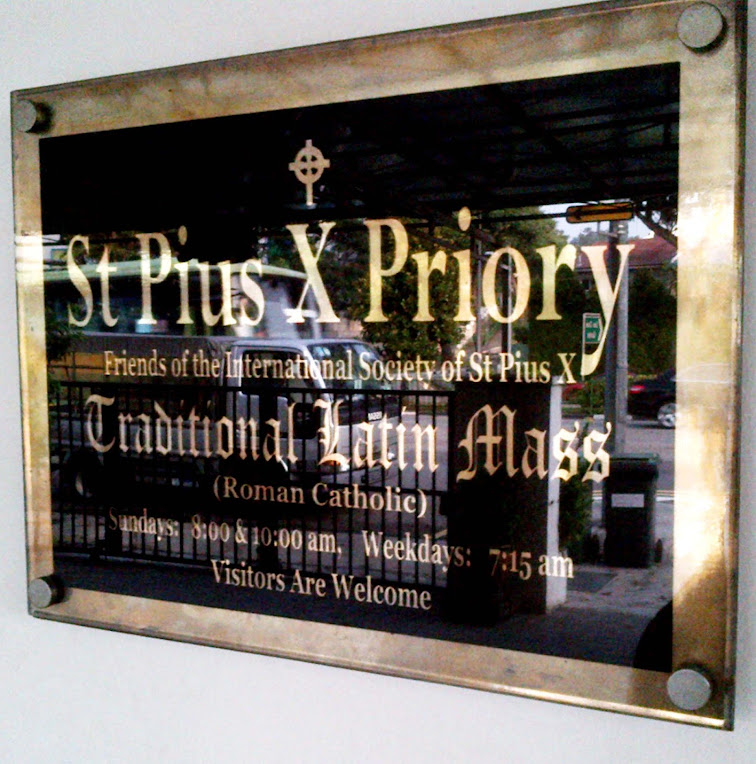 St Pius X Priory
Friends of the International Society of St Pius X
Traditional Latin Mass
(Roman Catholic)
Sundays: 8:00 & 10:00 am, Weekdays: 7:15 am
Visitors Are Welcome